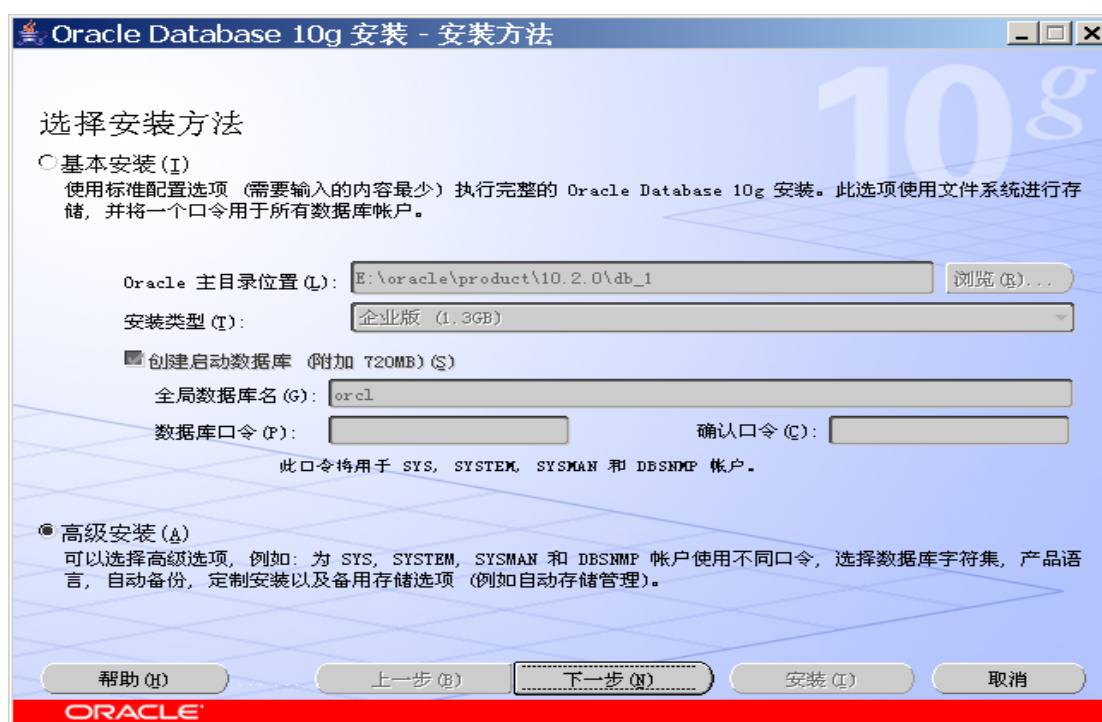 Oracle Database 10g 安装 - 安装方法
10g
选择安装方法
基本安装(I)
使用标准配置选项 (需要输入的内容最少) 执行完整的 Oracle Database 10g 安装。此选项使用文件系统进行存
储, 并将一个口令用于所有数据库帐户。
Oracle 主目录位置(L): E:\oracle\product\10.2.0\db_1 浏览(R)...
安装类型(T): 企业版 (1.3GB)
创建启动数据库 (附加 720MB)(S)
全局数据库名(G): orcl
数据库口令(P): 确认口令(C):
此口令将用于 SYS, SYSTEM, SYSMAN 和 DBSNMP 帐户。
高级安装(A)
可以选择高级选项, 例如: 为 SYS, SYSTEM, SYSMAN 和 DBSNMP 帐户使用不同口令, 选择数据库字符集, 产品语
言, 自动备份, 定制安装以及备用存储选项 (例如自动存储管理)。
帮助(H) 上一步(B) 下一步(N) 安装(I) 取消
ORACLE